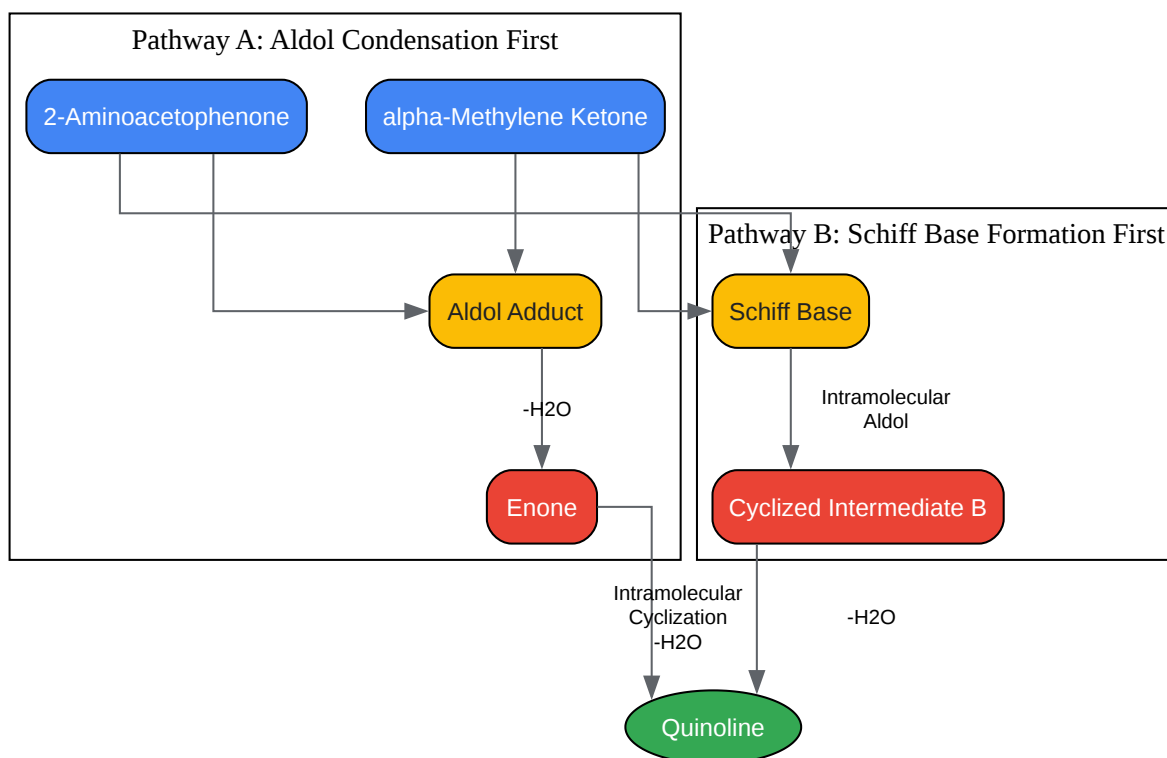 Pathway A: Aldol Condensation First
2-Aminoacetophenone
alpha-Methylene Ketone
Pathway B: Schiff Base Formation First
Aldol Adduct
Schiff Base
-H2O
Intramolecular
Aldol
Enone
Cyclized Intermediate B
Intramolecular
Cyclization
-H2O
-H2O
Quinoline